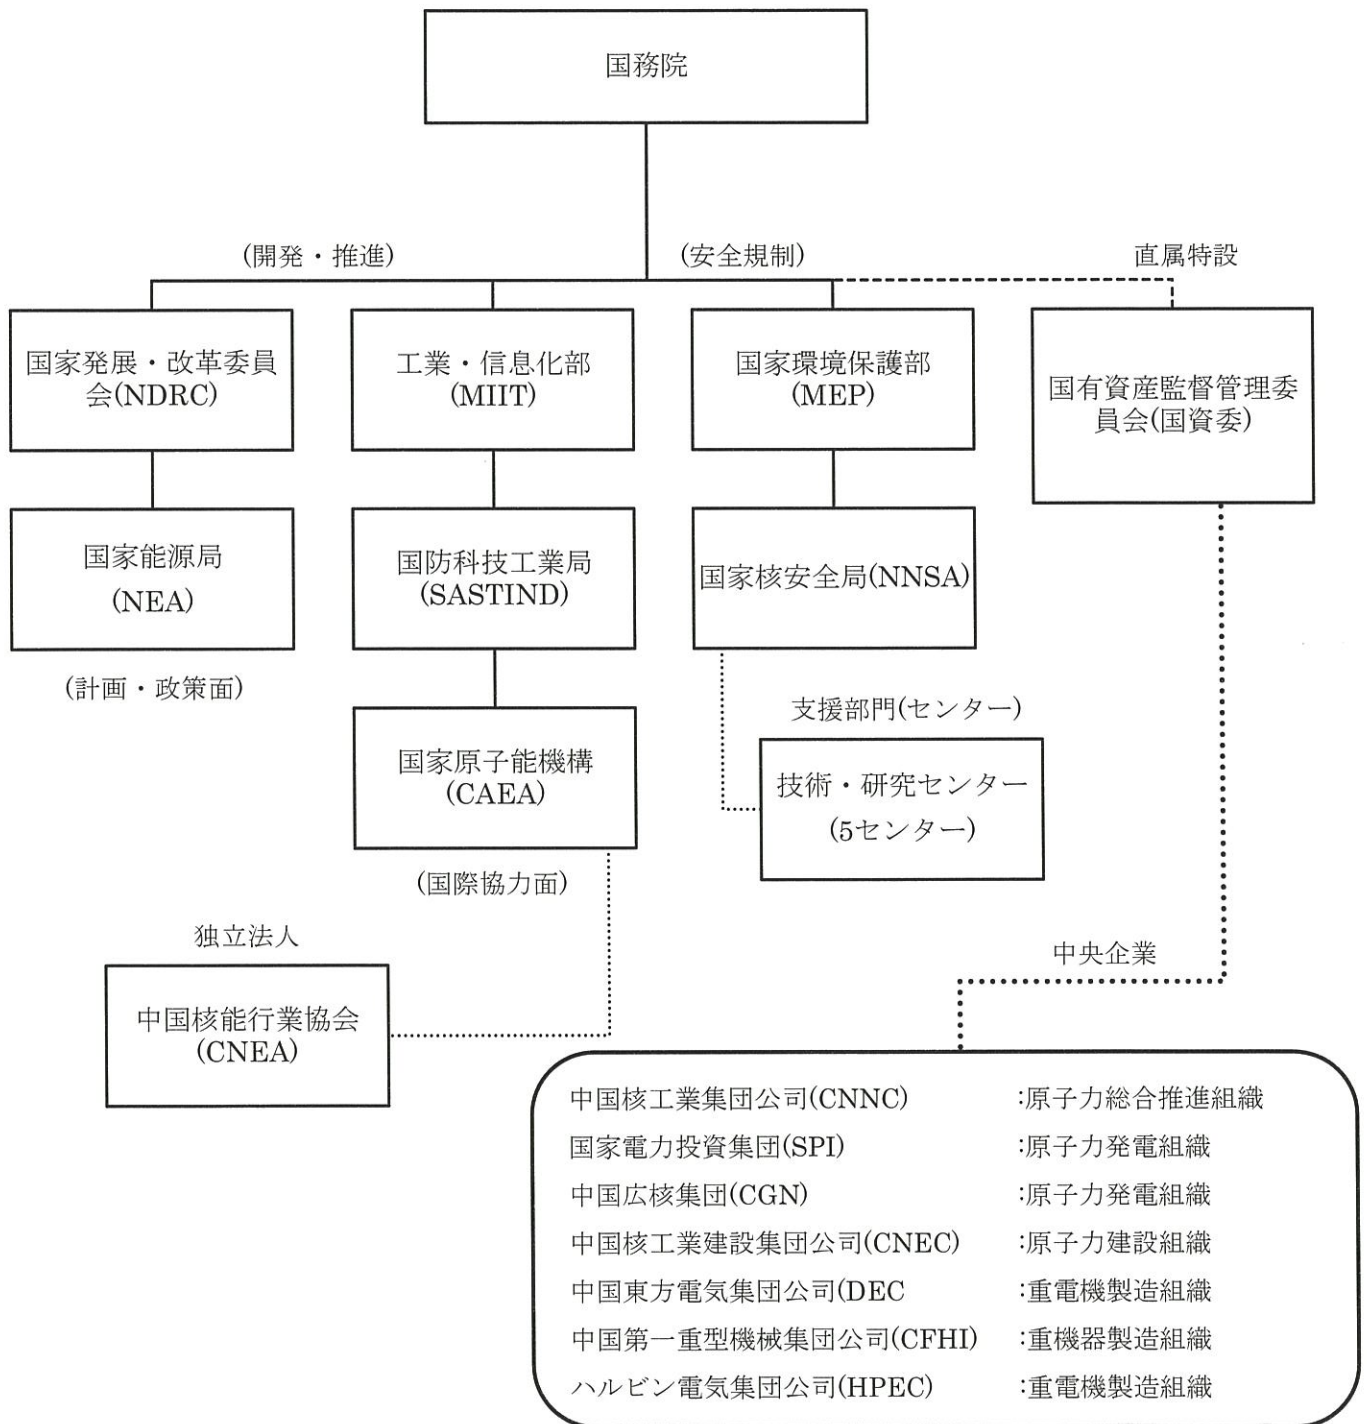 国務院
(開発・推進)
(安全規制)
直属特設
国家発展・改革委員
会(NDRC)
工業・信息化部
(MIIT)
国家環境保護部
(MEP)
国有資産監督管理委
員会(国資委)
国家能源局
(NEA)
国防科技工業局
(SASTIND)
国家核安全局(NNSA)
(計画・政策面)
支援部門(センター)
国家原子能機構
(CAEA)
技術・研究センター
(5センター)
(国際協力面)
独立法人
中央企業
中国核能行業協会
(CNEA)
中国核工業集団公司(CNNC) :原子力総合推進組織
国家電力投資集団(SPI) :原子力発電組織
中国広核集団(CGN) :原子力発電組織
中国核工業建設集団公司(CNEC) :原子力建設組織
中国東方電気集団公司(DEC :重電機製造組織
中国第一重型機械集団公司(CFHI) :重機器製造組織
ハルビン電気集団公司(HPEC) :重電機製造組織